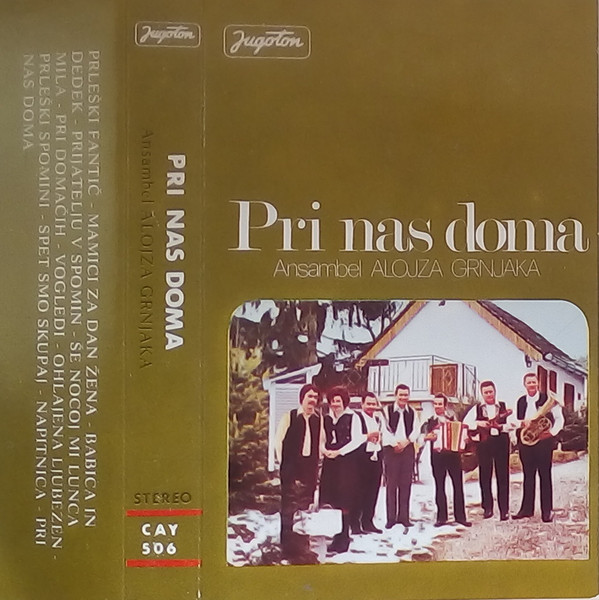 PRLEŠKI FANTIČ - MAMICI ZA DAN ŽENA - BABICA IN
DEDEK - PRIJATELJU V SPOMIN - ŠE NOCOJ MI LUNCA
MILA - PRI DOMAČIH - VOGLEDI - OHLAJENA LJUBEZEN -
PRLEŠKI SPOMINI - SPET SMO SKUPAJ - NAPITNICA - PRI
NAS DOMA
Jugoton
PRI NAS DOMA
Ansambel ALOJZA GRNJAKA
STEREO
CAY
506
Jugoton
Pri nas doma
Ansambel ALOJZA GRNJAKA